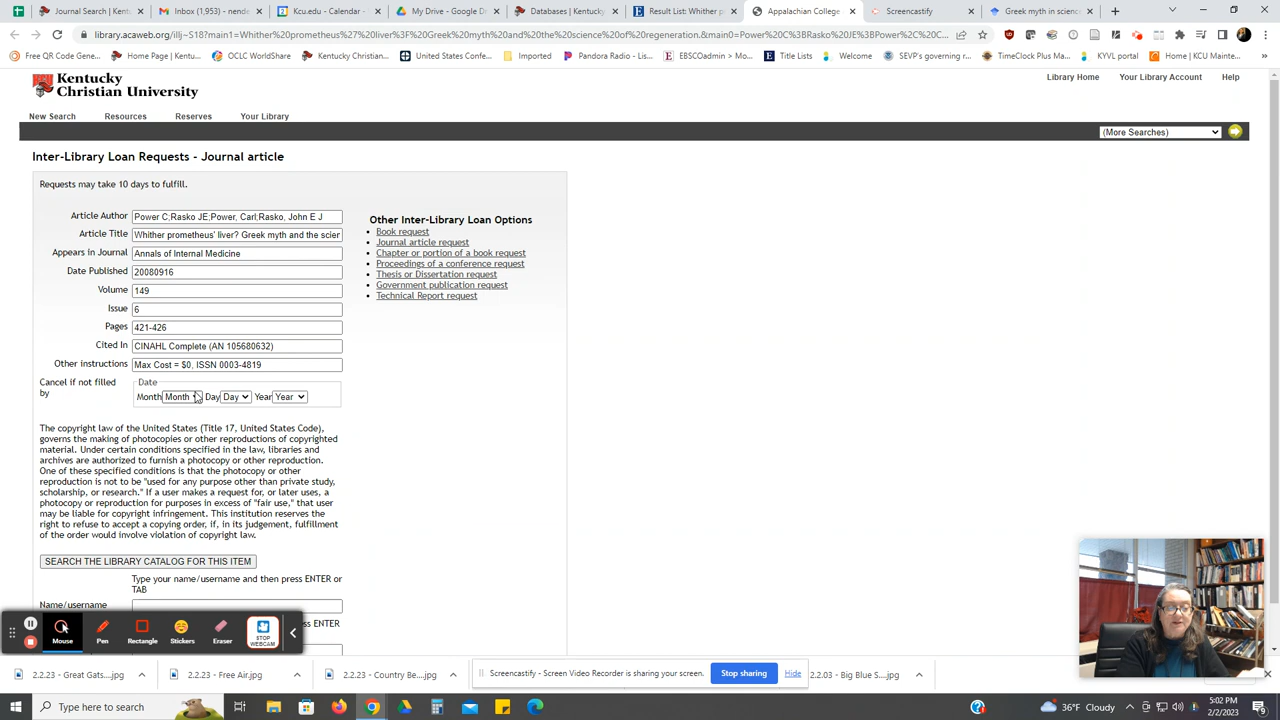 Journal Search | Kentucky
Inbox (1,953) - nende
Kcu.edu - Calendar -
My Drive - Google D
Databases | Kentucky
Result List: Whither p
Appalachian College
Screencastify
Greek myth in science
library.acaweb.org/illj~S18?main1=Whither%20prometheus%27%20liver%3F%20Greek%20myth%20and%20the%20science%20of%20regeneration.&main0=Power%20C%3BRasko%20JE%3BPower%2C%20C...
Free QR Code Gene...
Home Page | Kentu...
OCLC WorldShare
Kentucky Christian...
United States Confe...
Imported
Pandora Radio - Lis...
EBSCOadmin > Mo...
Title Lists
Welcome
SEVP's governing r...
TimeClock Plus Ma...
KYVL portal
Home | KCU Mainte...
Kentucky
Christian University
Library Home Your Library Account Help
New Search Resources Reserves Your Library
(More Searches)
Inter-Library Loan Requests - Journal article
Requests may take 10 days to fulfill.
Article Author Power C;Rasko JE;Power, Carl;Rasko, John E J
Article Title Whither prometheus' liver? Greek myth and the scier
Appears in Journal Annals of Internal Medicine
Date Published 20080916
Volume 149
Issue 6
Pages 421-426
Cited In CINAHL Complete (AN 105680632)
Other instructions Max Cost = $0, ISSN 0003-4819
Cancel if not filled
by
Date
Month Month Day Day Year Year
Other Inter-Library Loan Options
• Book request
• Journal article request
• Chapter or portion of a book request
• Proceedings of a conference request
• Thesis or Dissertation request
• Government publication request
• Technical Report request
The copyright law of the United States (Title 17, United States Code),
governs the making of photocopies or other reproductions of copyrighted
material. Under certain conditions specified in the law, libraries and
archives are authorized to furnish a photocopy or other reproduction.
One of these specified conditions is that the photocopy or other
reproduction is not to be "used for any purpose other than private study,
scholarship, or research." If a user makes a request for, or later uses, a
photocopy or reproduction for purposes in excess of "fair use," that user
may be liable for copyright infringement. This institution reserves the
right to refuse to accept a copying order, if, in its judgement, fulfillment
of the order would involve violation of copyright law.
SEARCH THE LIBRARY CATALOG FOR THIS ITEM
Type your name/username and then press ENTER or
TAB
Name/username
press ENTER
Mouse
Pen
Rectangle
Stickers
Eraser
STOP
WEBCAM
2.2.23 - Great Gats....jpg
2.2.23 - Free Air.jpg
2.2.23 - Country Be....jpg
Screencastify - Screen Video Recorder is sharing your screen.
Stop sharing
Hide
2.2.03 - Big Blue S....jpg
Type here to search
36°F Cloudy
5:02 PM
2/2/2023